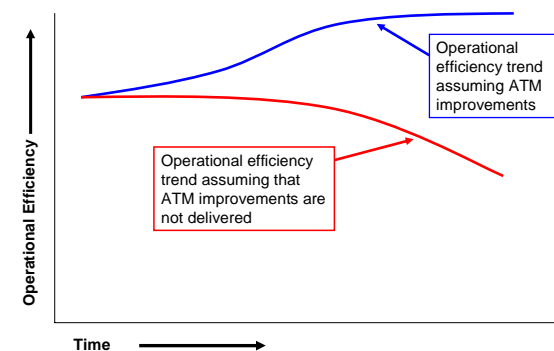 Operational
efficiency trend
assuming ATM
improvements
Operational efficiency
trend assuming that
ATM improvements are
not delivered
Operational Efficiency
Time